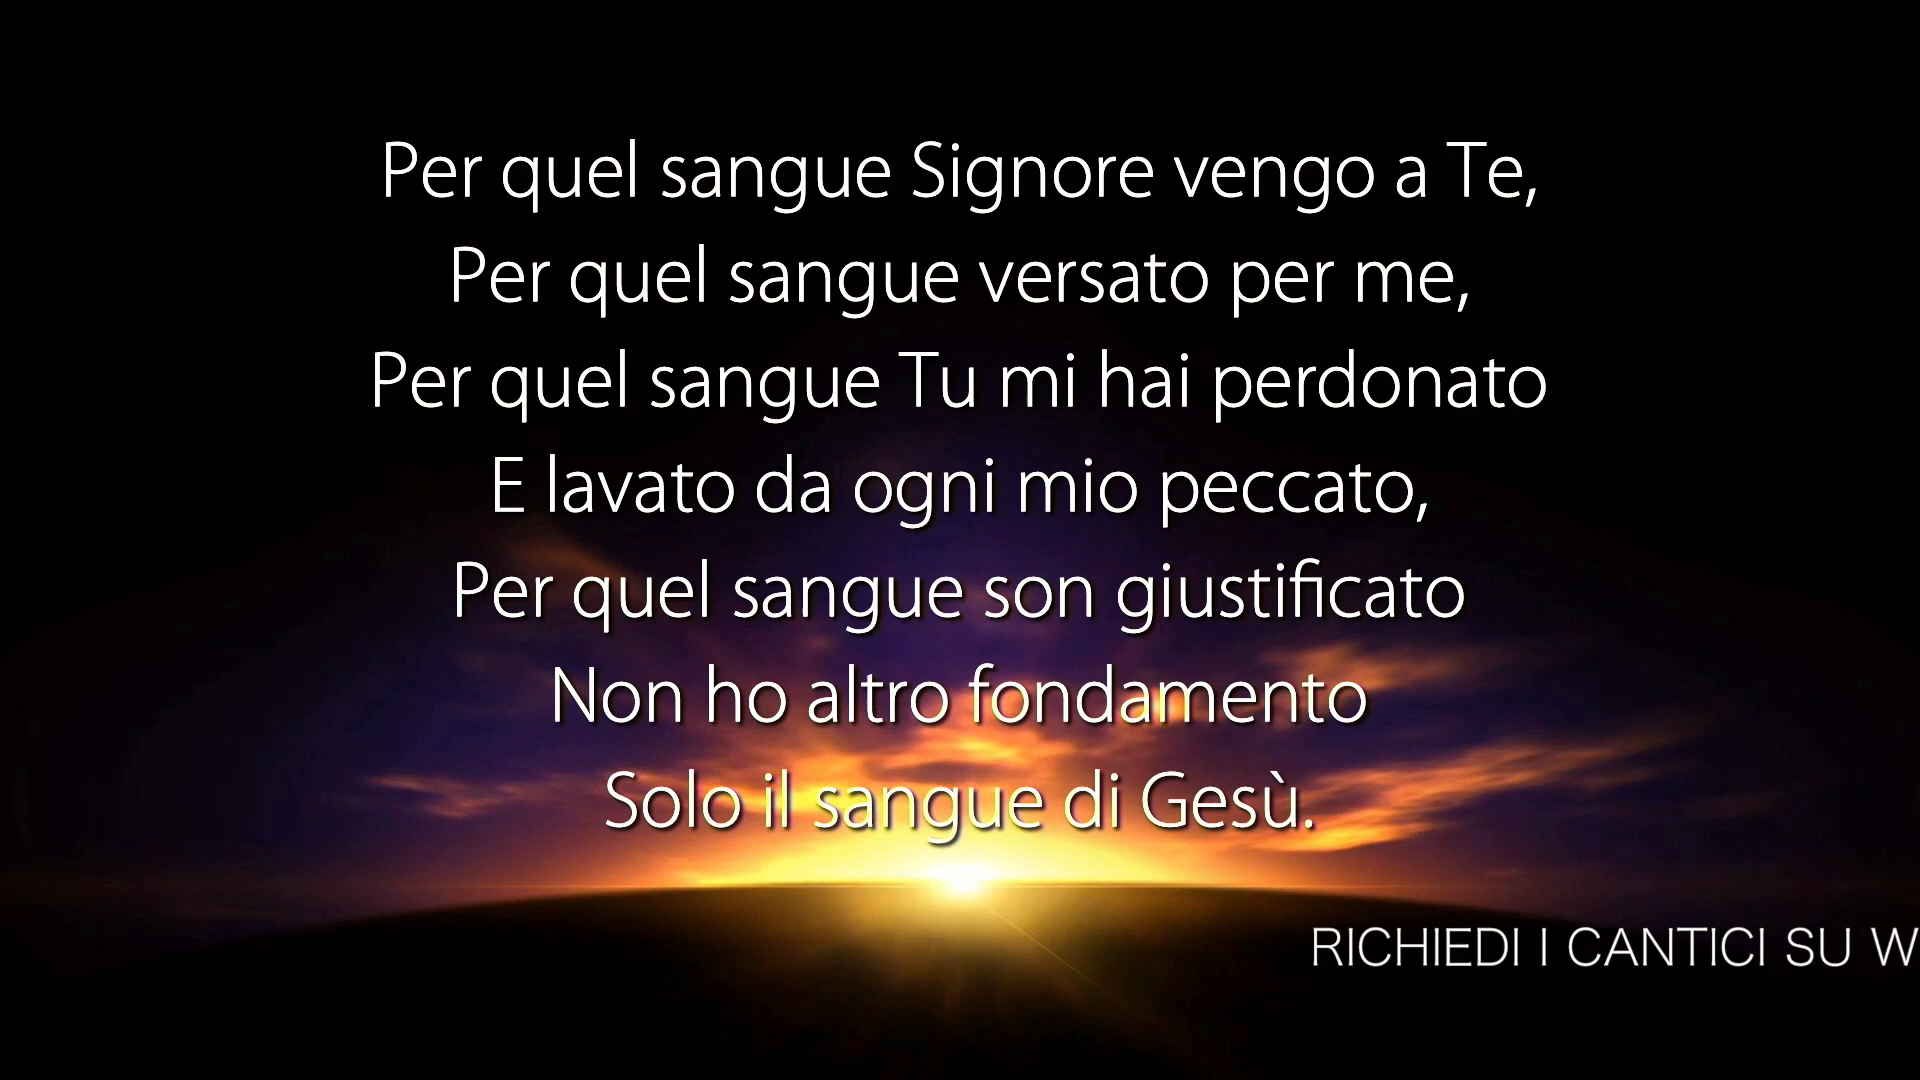 Per quel sangue Signore vengo a Te,
Per quel sangue versato per me,
Per quel sangue Tu mi hai perdonato
E lavato da ogni mio peccato,
Per quel sangue son giustificato
Non ho altro fondamento
Solo il sangue di Gesù.
RICHIEDI I CANTICI SU W